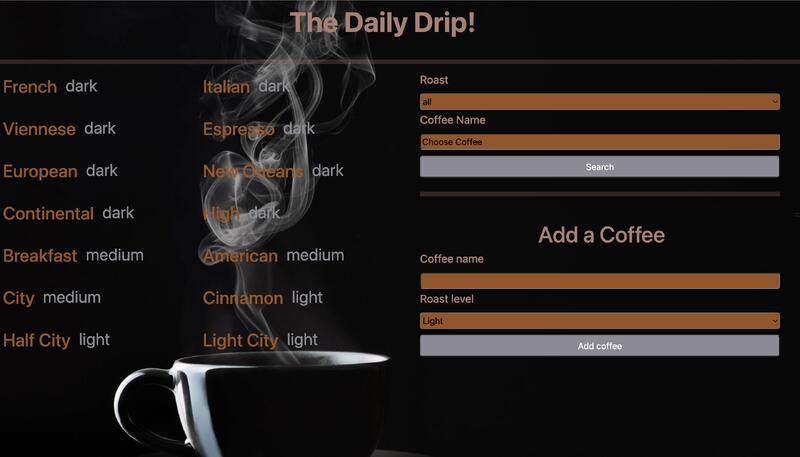 The Daily Drip!
French dark
Italian dark
Viennese dark
Espresso dark
European dark
New Orleans dark
Continental dark
High dark
Breakfast medium
American medium
City medium
Cinnamon light
Half City light
Light City light
Roast
all
Coffee Name
Choose Coffee
Search
Add a Coffee
Coffee name
Roast level
Light
Add coffee